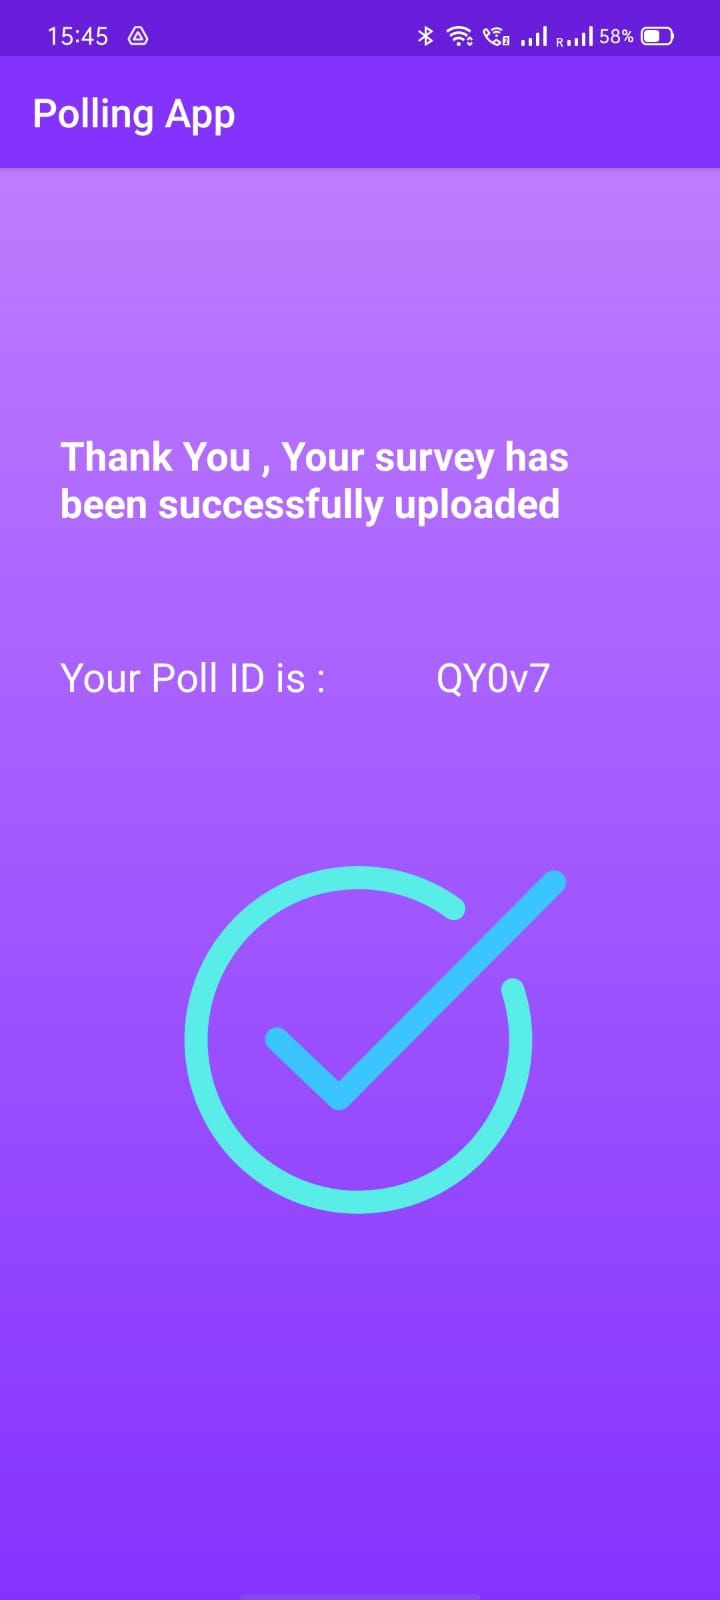 15:45
R 58%
Polling App
Thank You , Your survey has
been successfully uploaded
Your Poll ID is : QY0v7